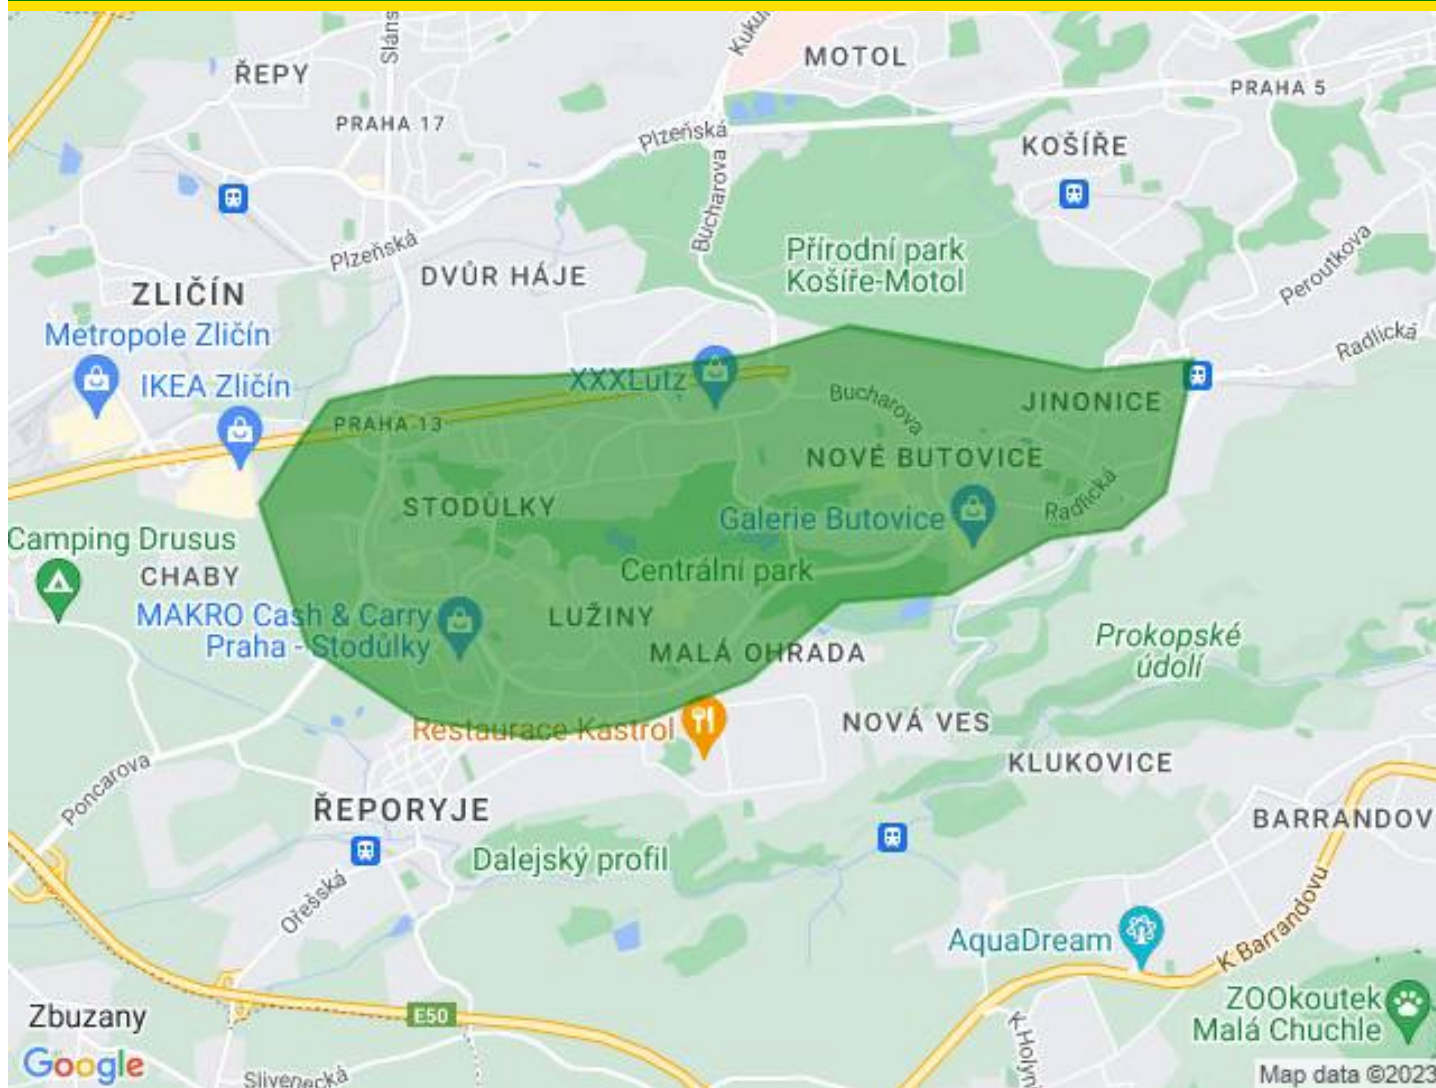 Sláns
Kukul
MOTOL
ŘEPY
PRAHA 5
PRAHA 17
Plzeňská
KOŠÍŘE
Bucharova
Plzeňská
Přírodní park
Košíře-Motol
Peroutkova
DVŮR HÁJE
ZLIČÍN
Metropole Zličín
Radlická
IKEA Zličín
XXXLutz
Bucharova
JINONICE
PRAHA 13
NOVÉ BUTOVICE
STODŮLKY
Radlická
Galerie Butovice
Camping Drusus
CHABY
Centrální park
MAKRO Cash & Carry
Praha - Stodůlky
LUŽINY
MALÁ OHRADA
Prokopské
údolí
Restaurace Kastrol
NOVÁ VES
KLUKOVICE
Poncarova
ŘEPORYJE
BARRANDOV
Dalejský profil
Ořešská
AquaDream
K Barrandovu
ZOOkoutek
Malá Chuchle
Zbuzany
E50
K Holyni
Google
Slivenecká
Map data ©2023